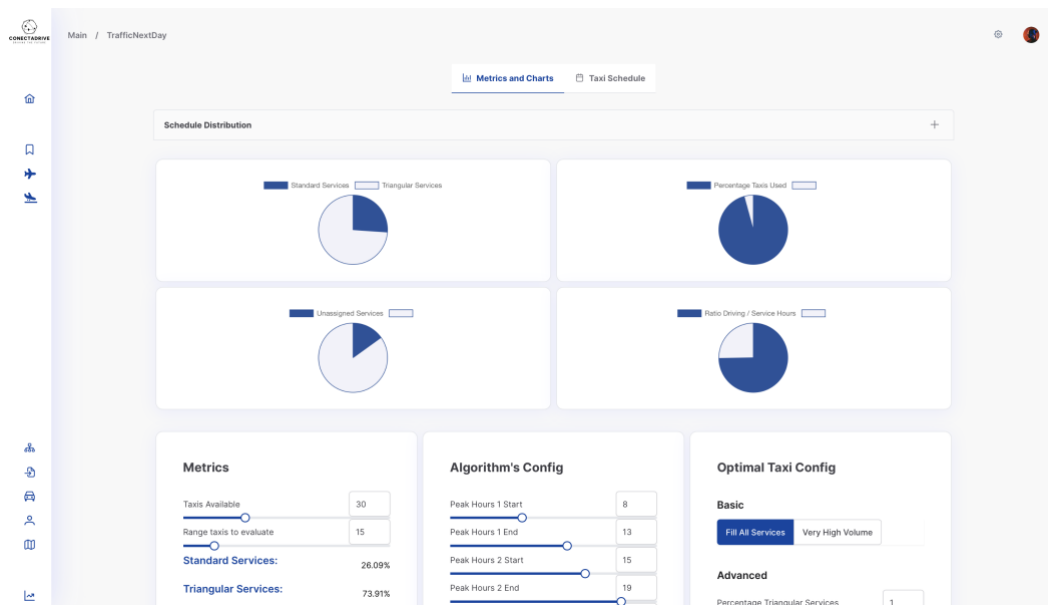 CONECTADRIVE
Main / TrafficNextDay
Metrics and Charts
Taxi Schedule
Schedule Distribution
Standard Services Triangular Services
Percentage Taxis Used
Unassigned Services
Ratio Driving / Service Hours
Metrics
Taxis Available 30
Range taxis to evaluate 15
Standard Services: 26.09%
Triangular Services: 73.91%
Algorithm's Config
Peak Hours 1 Start 8
Peak Hours 1 End 13
Peak Hours 2 Start 15
Peak Hours 2 End 19
Optimal Taxi Config
Basic
Fill All Services Very High Volume
Advanced
Percentage Triangular Services 1